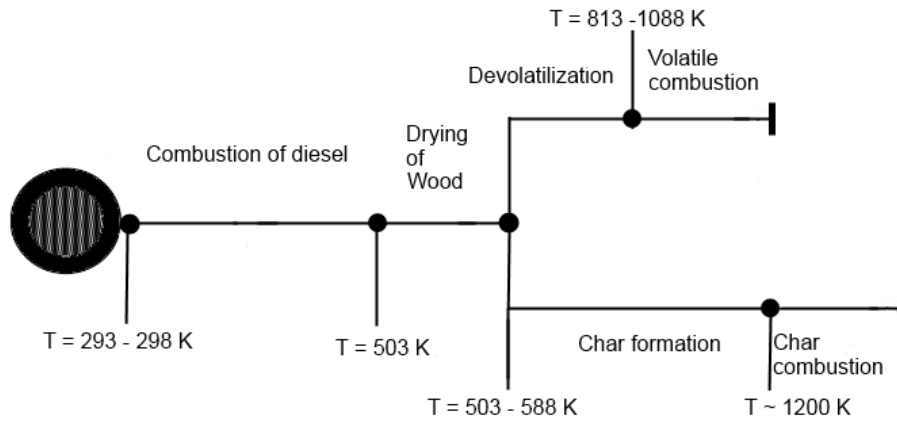 T = 813 -1088 K
Devolatilization
Volatile
combustion
Combustion of diesel
Drying
of
Wood
T = 293 - 298 K
T = 503 K
T = 503 - 588 K
Char formation
Char
combustion
T ~ 1200 K